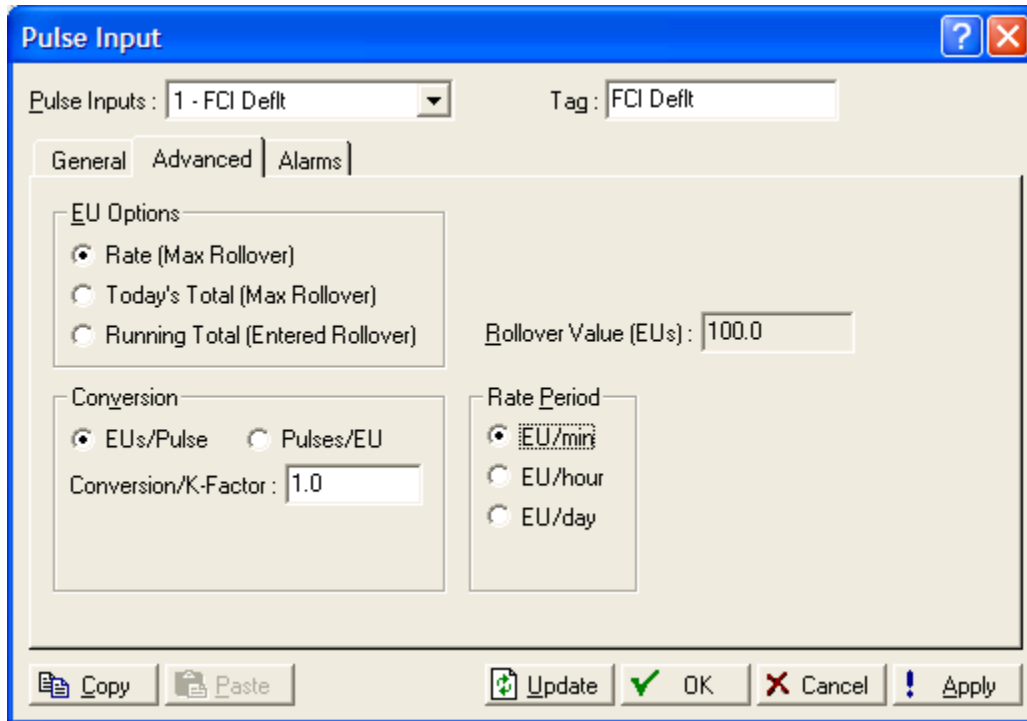 Pulse Input
Pulse Inputs : 1 - FCI Deflt Tag : FCI Deflt
General Advanced Alarms
EU Options
Rate (Max Rollover)
Today's Total (Max Rollover)
Running Total (Entered Rollover) Rollover Value (EUs) : 100.0
Conversion Rate Period
EUs/Pulse Pulses/EU EU/min
Conversion/K-Factor : 1.0 EU/hour
EU/day
Copy Paste Update OK Cancel Apply